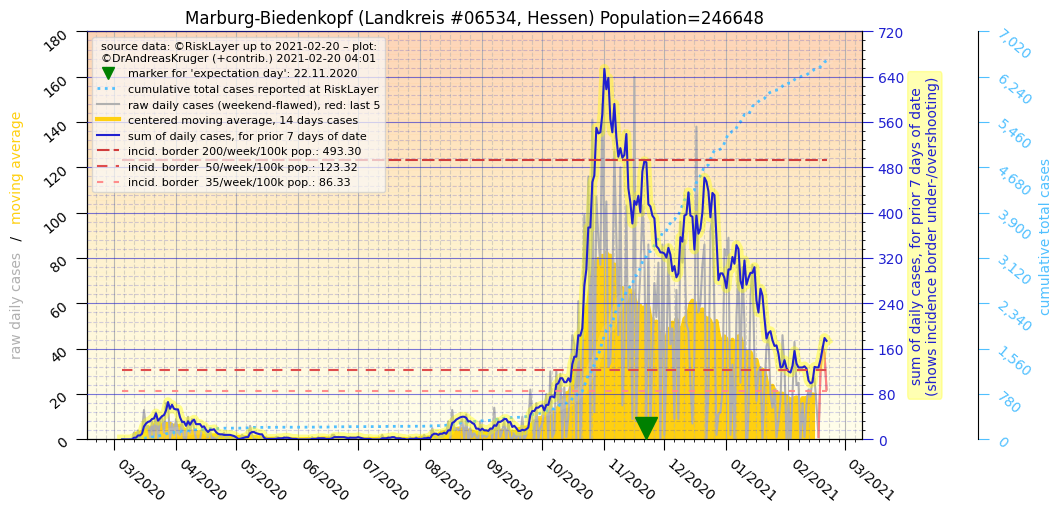 Marburg-Biedenkopf (Landkreis #06534, Hessen) Population=246648
source data: ©RiskLayer up to 2021-02-20 – plot:
©DrAndreasKruger (+contrib.) 2021-02-20 04:01
marker for 'expectation day': 22.11.2020
cumulative total cases reported at RiskLayer
raw daily cases (weekend-flawed), red: last 5
centered moving average, 14 days cases
sum of daily cases, for prior 7 days of date
incid. border 200/week/100k pop.: 493.30
incid. border  50/week/100k pop.: 123.32
incid. border  35/week/100k pop.: 86.33
raw daily cases  /  moving average
180
160
140
120
100
80
60
40
20
0
03/2020
04/2020
05/2020
06/2020
07/2020
08/2020
09/2020
10/2020
11/2020
12/2020
01/2021
02/2021
03/2021
720
640
560
480
400
320
240
160
80
0
sum of daily cases, for prior 7 days of date
(shows incidence border under-/overshooting)
7,020
6,240
5,460
4,680
3,900
3,120
2,340
1,560
780
0
cumulative total cases